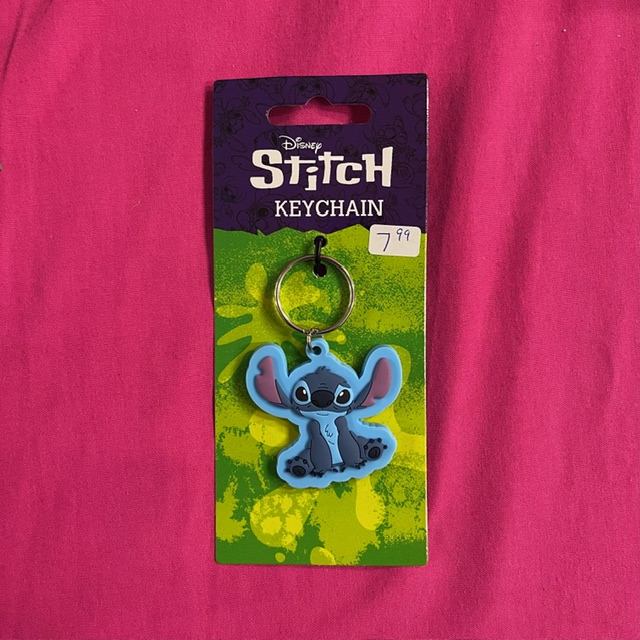 Disney
Stitch
KEYCHAIN
7 99